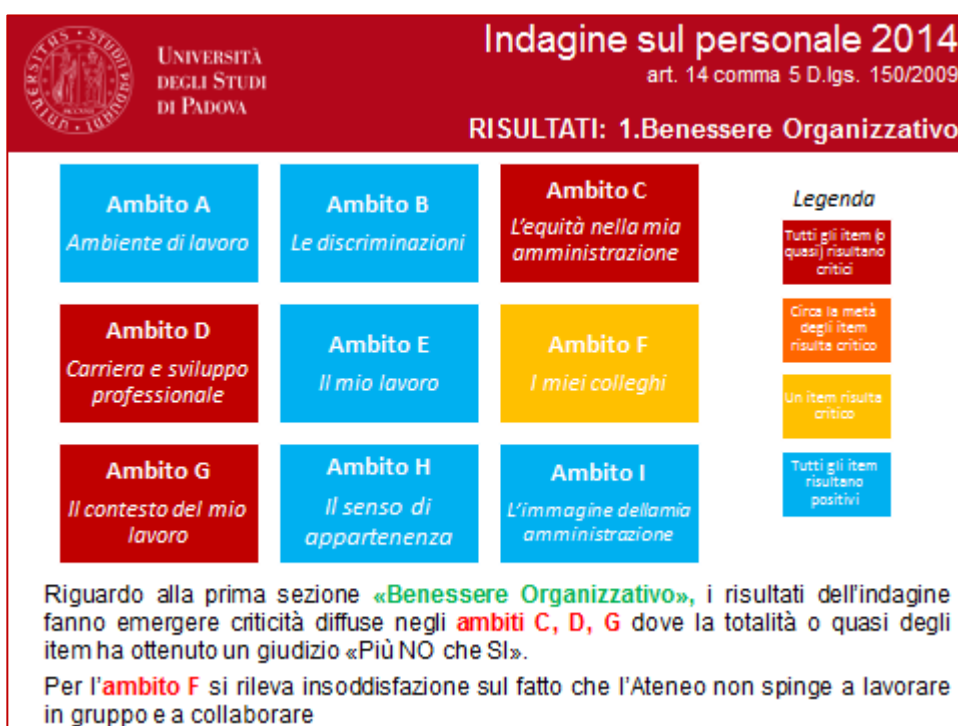 UNIVERSITÀ
DEGLI STUDI
DI PADOVA
Indagine sul personale 2014
art. 14 comma 5 D.lgs. 150/2009
RISULTATI: 1.Benessere Organizzativo
Ambito A
Ambiente di lavoro
Ambito B
Le discriminazioni
Ambito C
L'equità nella mia
amministrazione
Ambito D
Carriera e sviluppo
professionale
Ambito E
Il mio lavoro
Ambito F
I miei colleghi
Ambito G
Il contesto del mio
lavoro
Ambito H
Il senso di
appartenenza
Ambito I
L'immagine dellamia
amministrazione
Legenda
Tutti gli item (o
quasi) risultano
critici
Circa la metà
degli item
risulta critico
Un item risulta
critico
Tutti gli item
risultano
positivi
Riguardo alla prima sezione «Benessere Organizzativo», i risultati dell'indagine
fanno emergere criticità diffuse negli ambiti C, D, G dove la totalità o quasi degli
item ha ottenuto un giudizio «Più NO che SI».
Per l'ambito F si rileva insoddisfazione sul fatto che l'Ateneo non spinge a lavorare
in gruppo e a collaborare